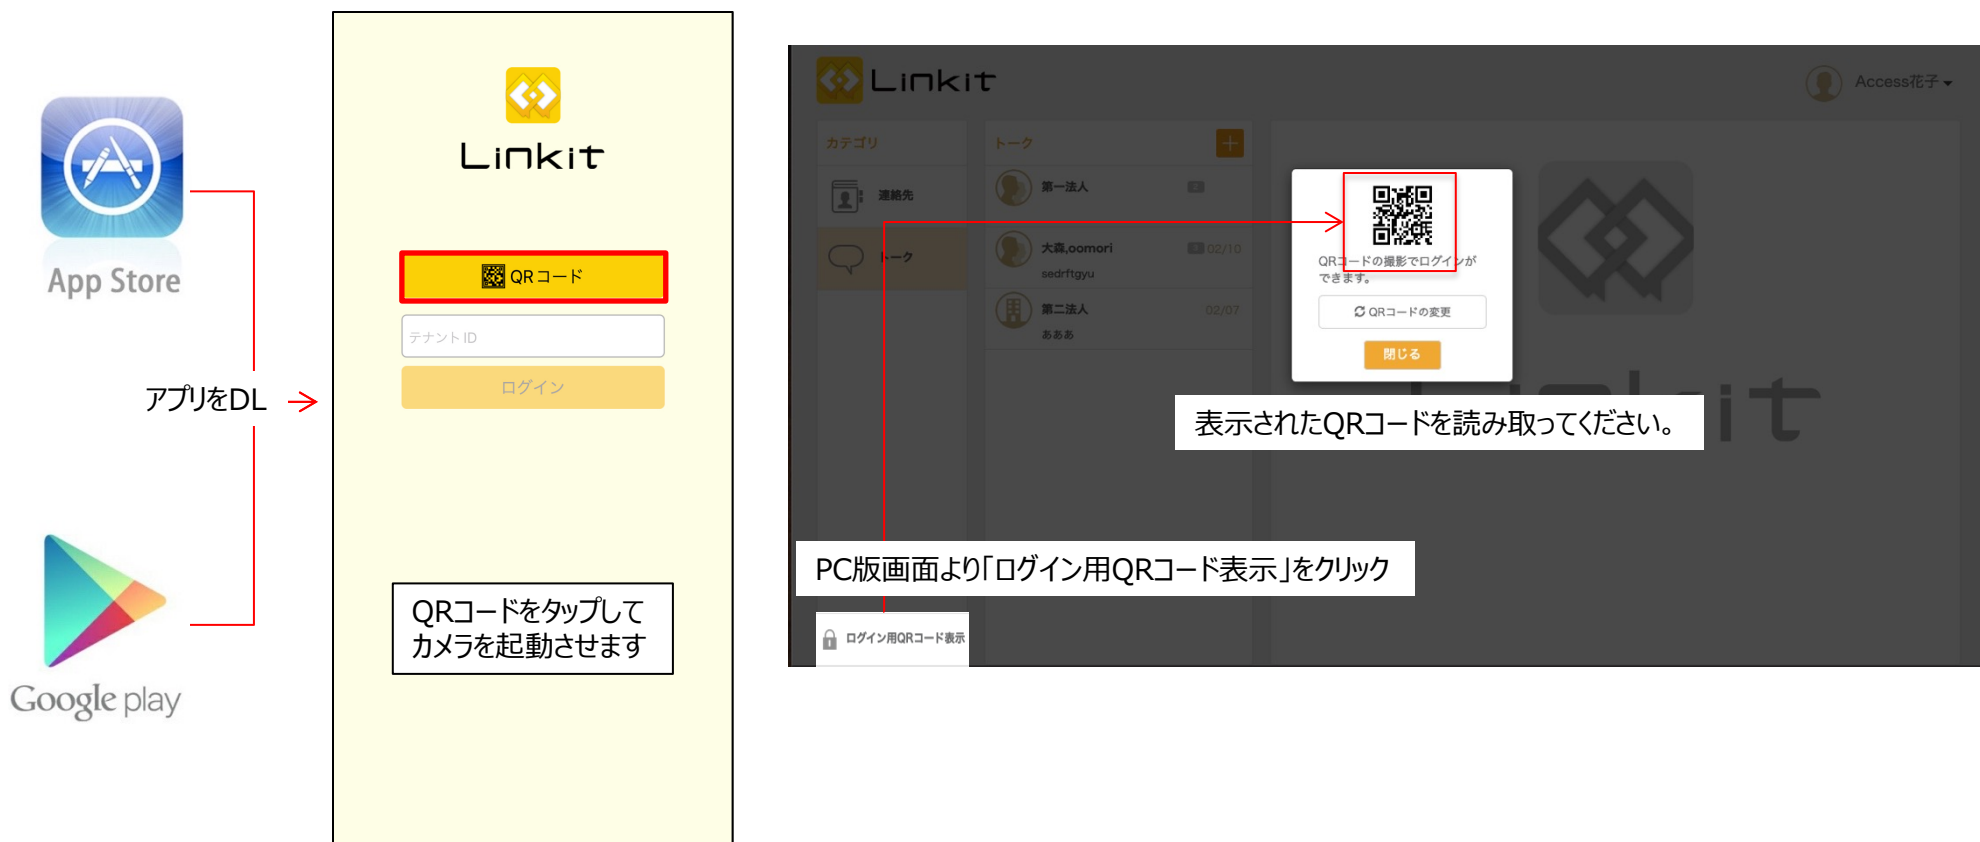 App Store
アプリをDL
Google play
Linkit
QRコード
テナントID
ログイン
QRコードをタップして
カメラを起動させます
Linkit
Access花子
カテゴリ
連絡先
トーク
トーク
第一法人
大森,oomori
02/10
sedrftgyu
第二法人
02/07
あああ
QRコードの撮影でログインが
できます。
QRコードの変更
閉じる
表示されたQRコードを読み取ってください。
PC版画面より「ログイン用QRコード表示」をクリック
ログイン用QRコード表示